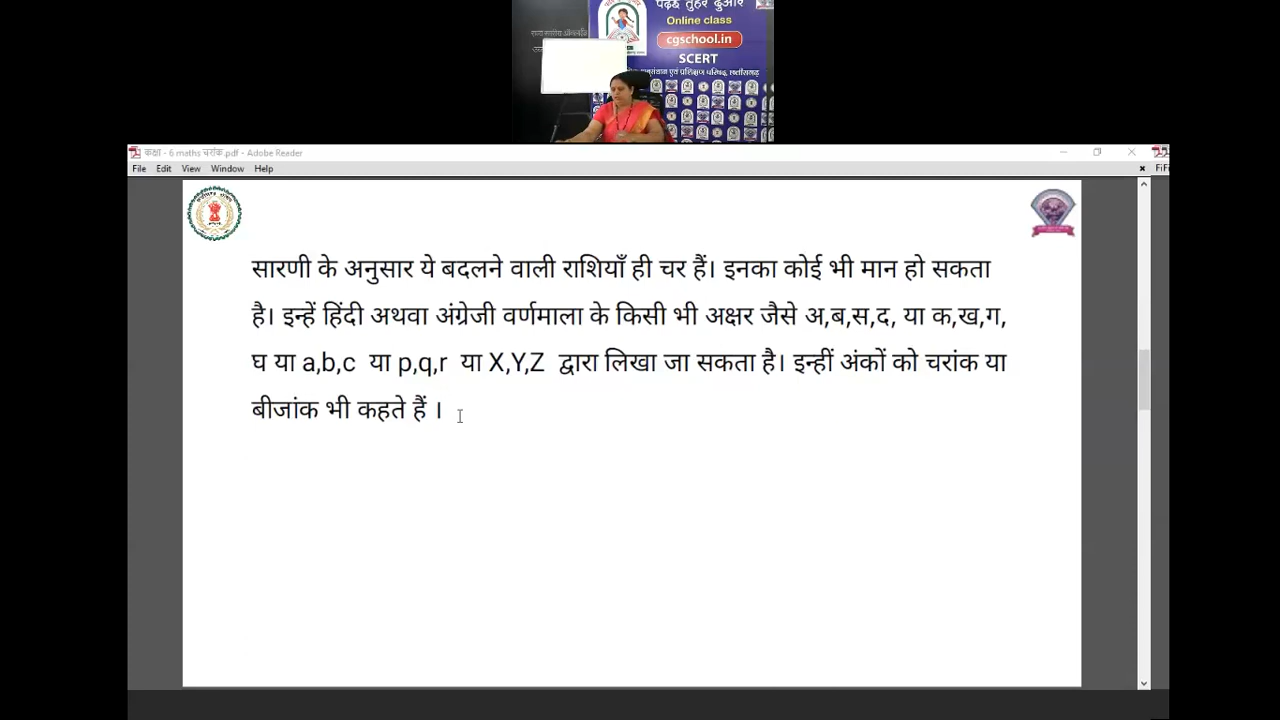 पढ़ई तुंहर दुआर
Online class
cgschool.in
SCERT
कक्षा - 6 maths चरांक.pdf - Adobe Reader
File Edit View Window Help
सारणी के अनुसार ये बदलने वाली राशियाँ ही चर हैं। इनका कोई भी मान हो सकता
है। इन्हें हिंदी अथवा अंग्रेजी वर्णमाला के किसी भी अक्षर जैसे अ,ब,स,द, या क,ख,ग,
घ या a,b,c या p,q,r या X,Y,Z द्वारा लिखा जा सकता है। इन्हीं अंकों को चरांक या
बीजांक भी कहते हैं ।